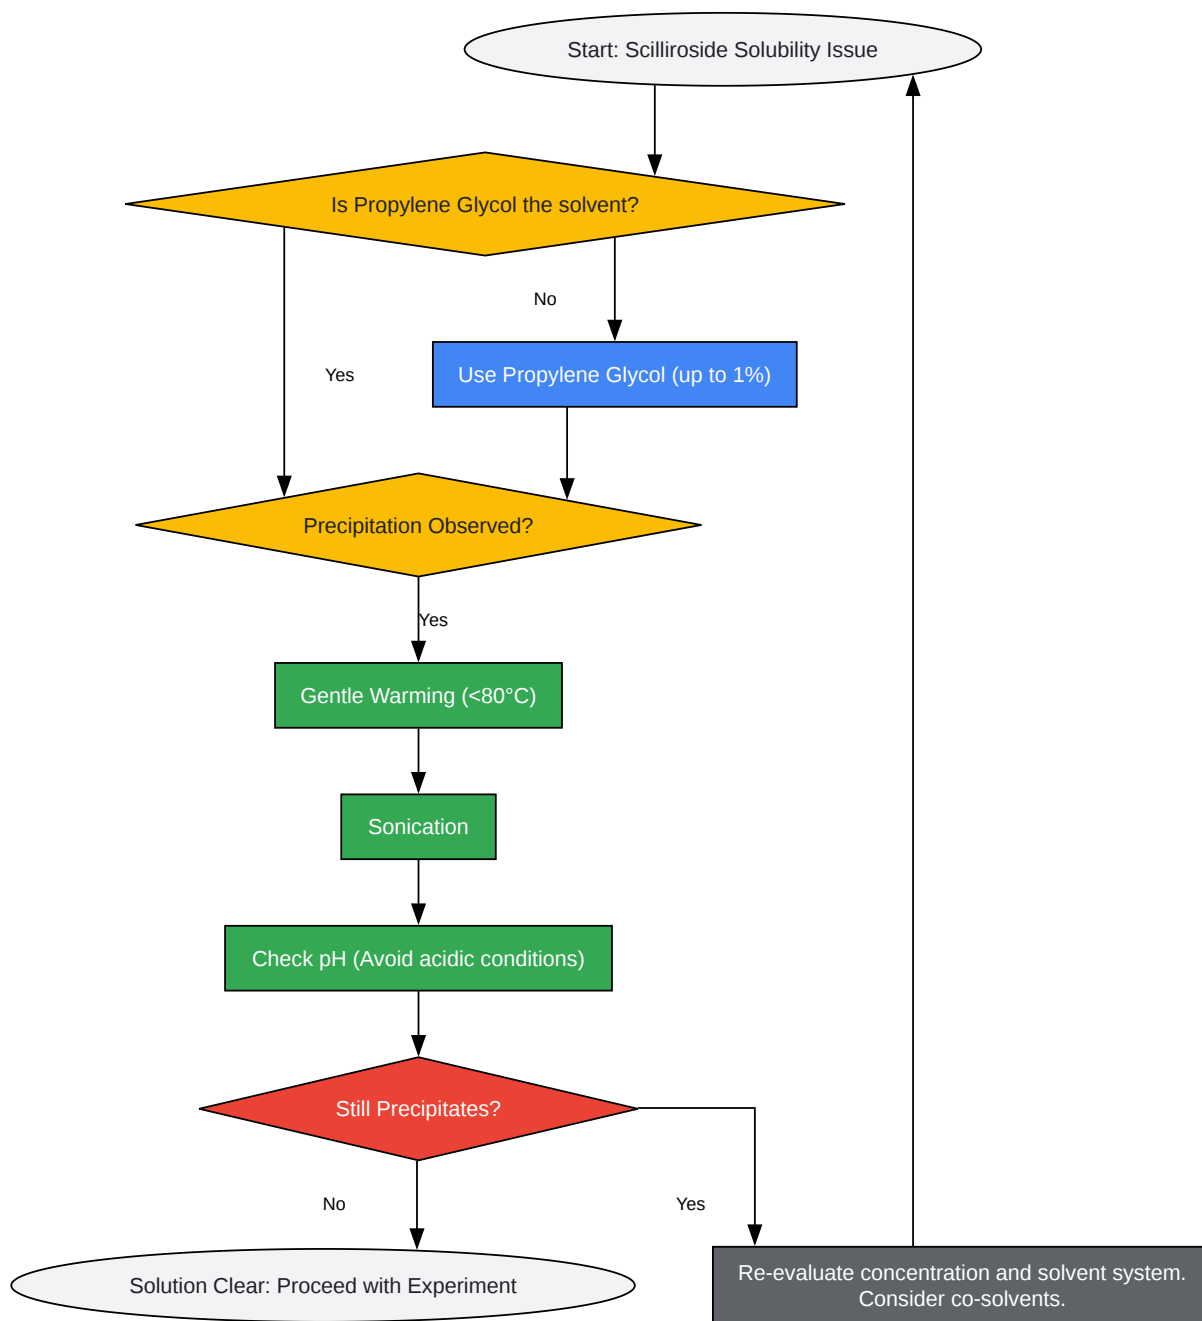 Start: Scilliroside Solubility Issue
Is Propylene Glycol the solvent?
No
Yes
Use Propylene Glycol (up to 1%)
Precipitation Observed?
Yes
Gentle Warming (<80°C)
Sonication
Check pH (Avoid acidic conditions)
Still Precipitates?
No
Yes
Solution Clear: Proceed with Experiment
Re-evaluate concentration and solvent system.
Consider co-solvents.